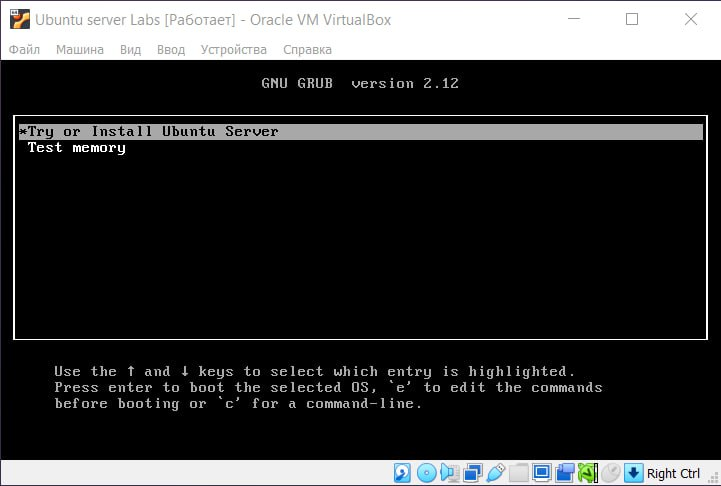 Ubuntu server Labs [Работает] - Oracle VM VirtualBox
Файл Машина Вид Ввод Устройства Справка
GNU GRUB version 2.12
*Try or Install Ubuntu Server
Test memory
Use the ↑ and ↓ keys to select which entry is highlighted.
Press enter to boot the selected OS, `e' to edit the commands
before booting or `c' for a command-line.
Right Ctrl